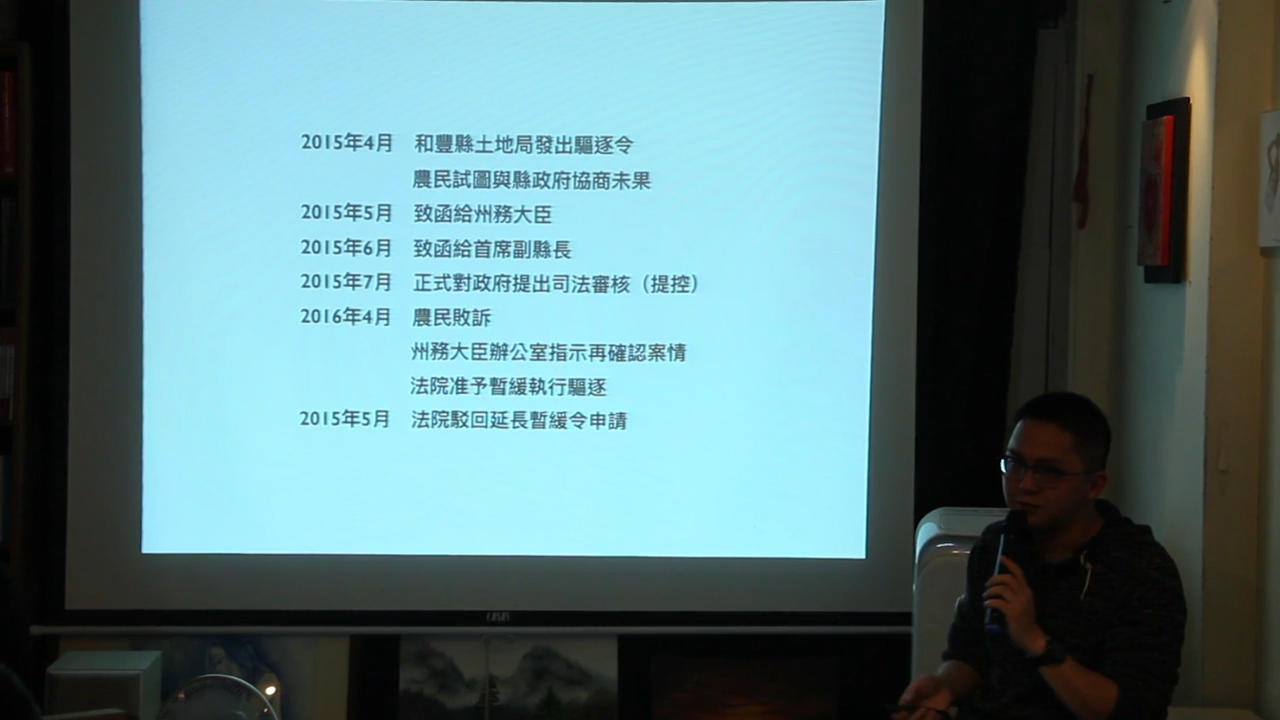 2015年4月 和豐縣土地局發出驅逐令
農民試圖與縣政府協商未果
2015年5月 致函給州務大臣
2015年6月 致函給首席副縣長
2015年7月 正式對政府提出司法審核（提控）
2016年4月 農民敗訴
州務大臣辦公室指示再確認案情
法院准予暫緩執行驅逐
2015年5月 法院駁回延長暫緩令申請